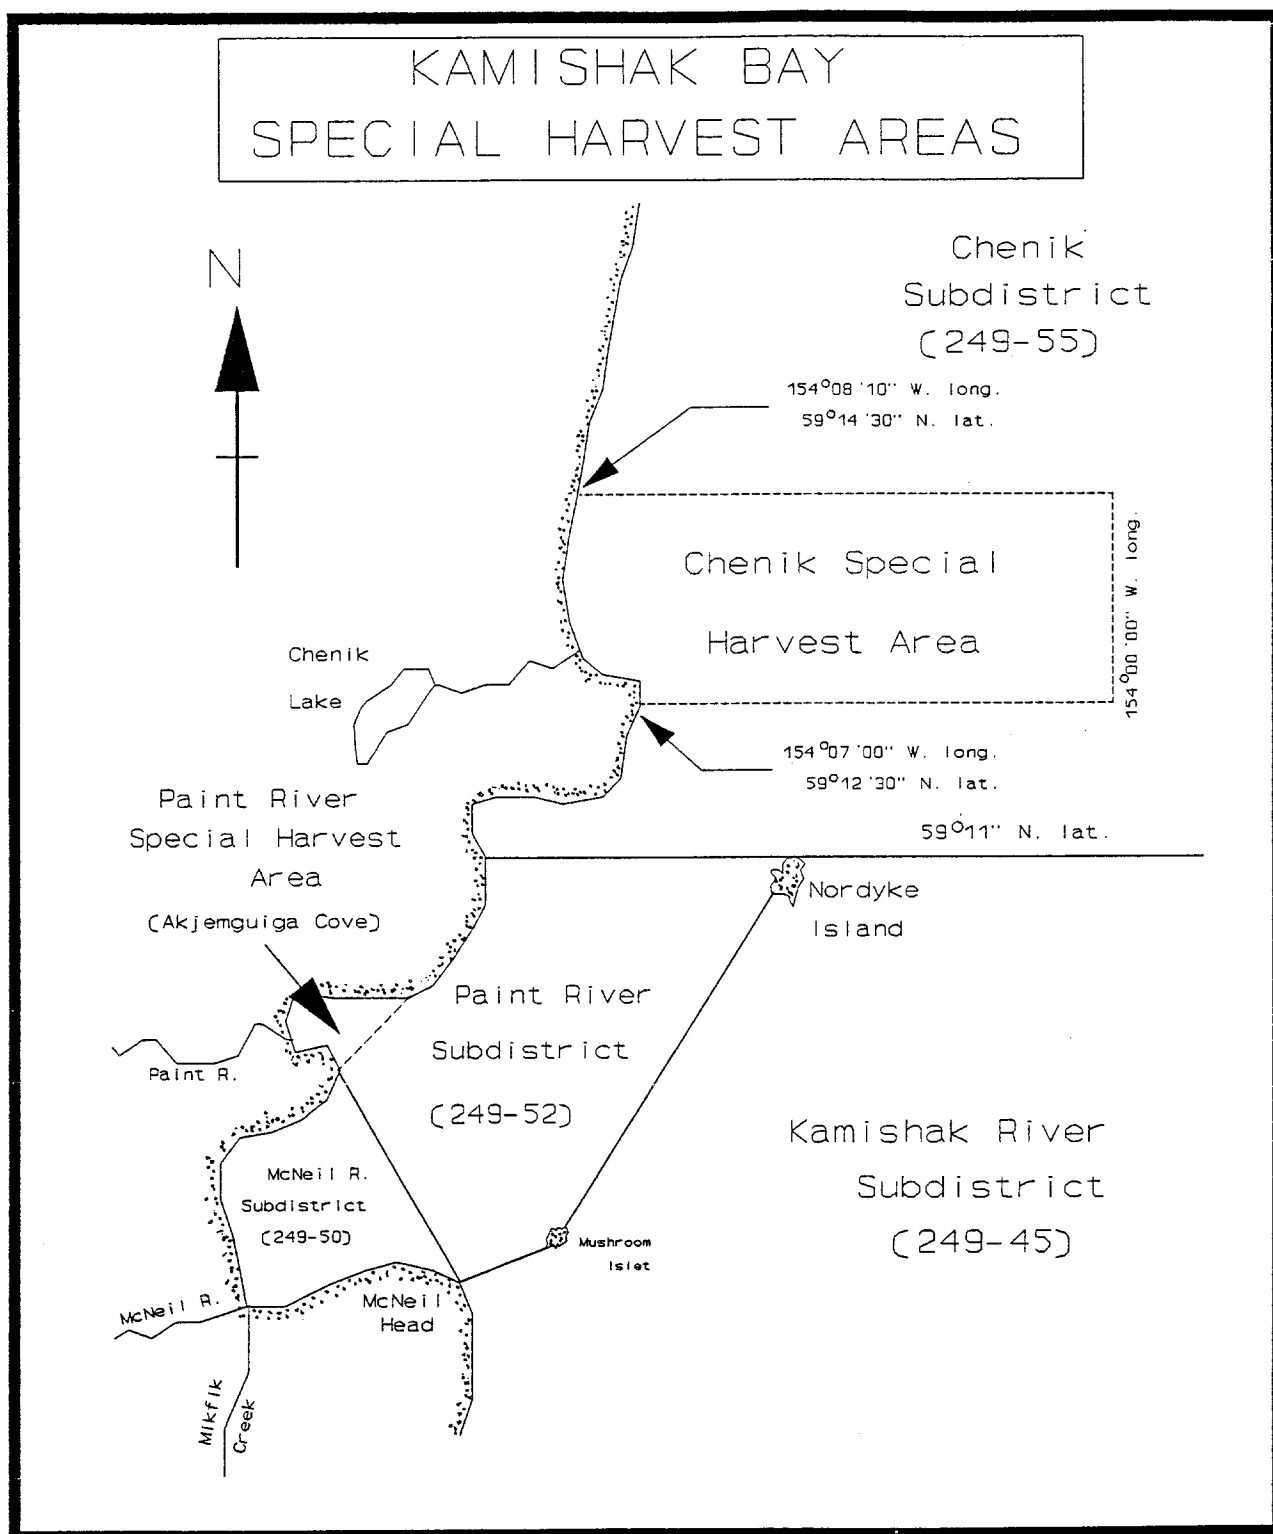 KAMISHAK BAY
SPECIAL HARVEST AREAS
N
Chenik
Subdistrict
(249-55)
154°08'10" W. long.
59°14'30" N. lat.
Chenik Special
Harvest Area
154°00'00" W. long.
Chenik
Lake
154°07'00" W. long.
59°12'30" N. lat.
59°11" N. lat.
Paint River
Special Harvest
Area
(Akjemguiga Cove)
Nordyke
Island
Paint River
Subdistrict
(249-52)
Paint R.
Kamishak River
Subdistrict
(249-45)
McNeil R.
Subdistrict
(249-50)
Mushroom
Islet
McNeil R.
McNeil
Head
Mikfik
Creek